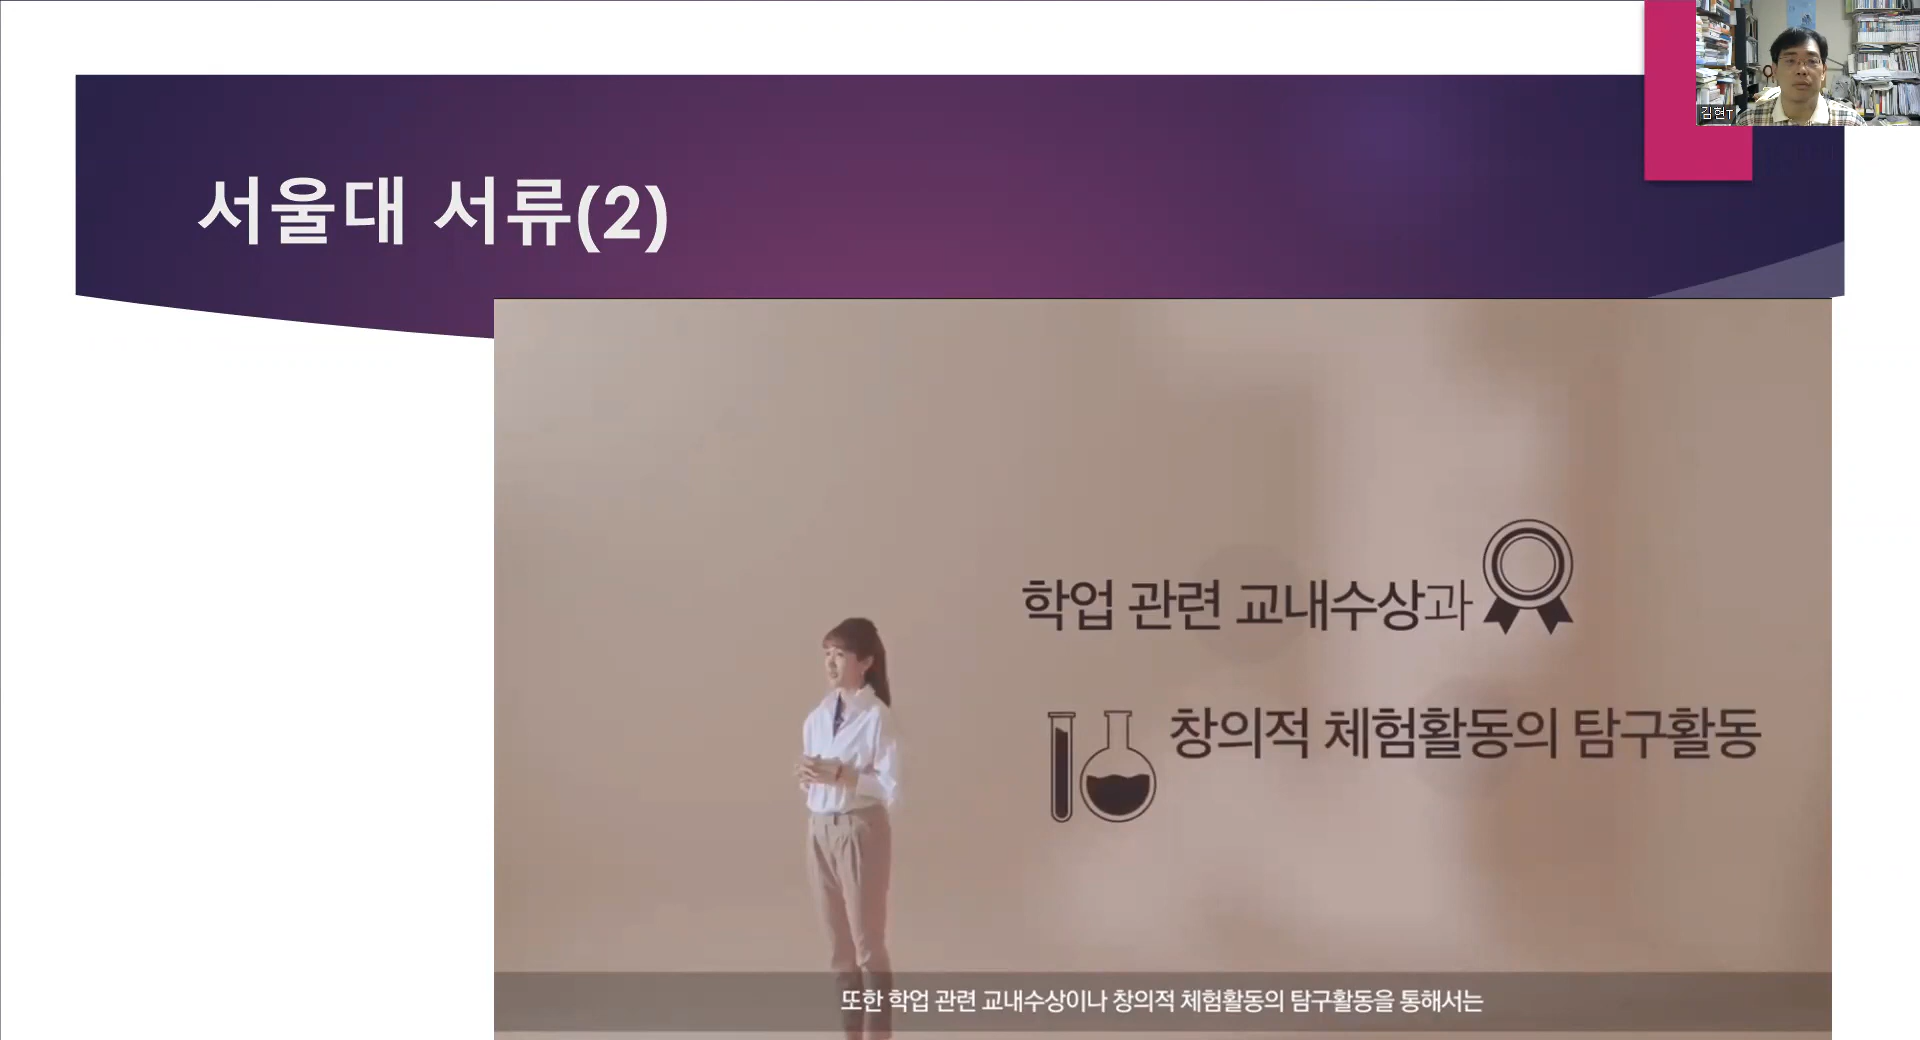 김현T
서울대 서류(2)
학업 관련 교내수상과
창의적 체험활동의 탐구활동
또한 학업 관련 교내수상이나 창의적 체험활동의 탐구활동을 통해서는